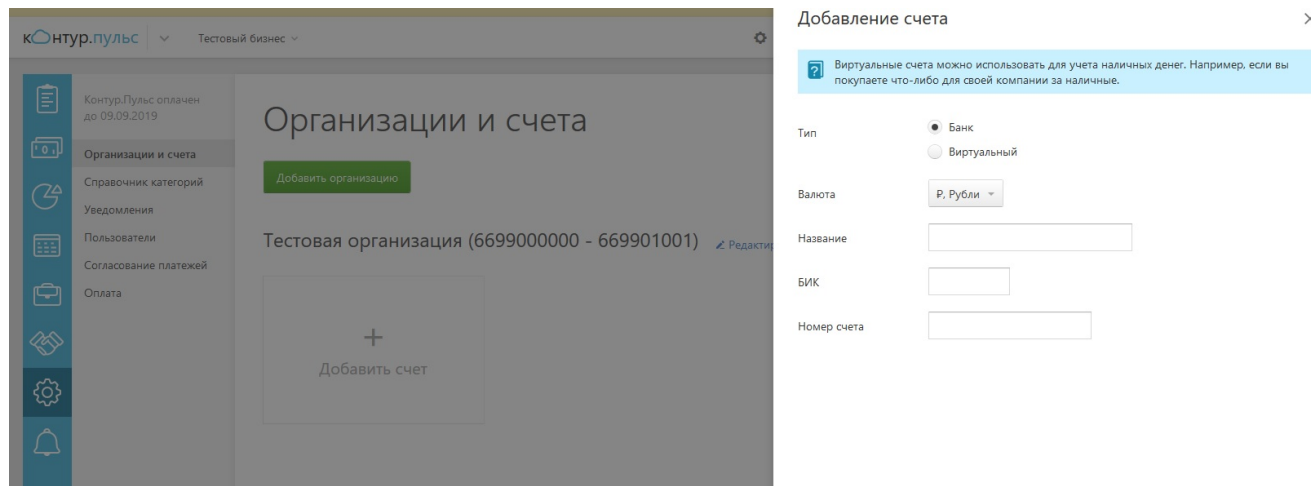 контур.пульс
Тестовый бизнес
Контур.Пульс оплачен
до 09.09.2019
Организации и счета
Справочник категорий
Уведомления
Пользователи
Согласование платежей
Оплата
Организации и счета
Добавить организацию
Тестовая организация (6699000000 - 669901001)
+
Добавить счет
Добавление счета
Виртуальные счета можно использовать для учета наличных денег. Например, если вы
покупаете что-либо для своей компании за наличные.
Тип
Банк
Виртуальный
Валюта
₽, Рубли
Название
БИК
Номер счета